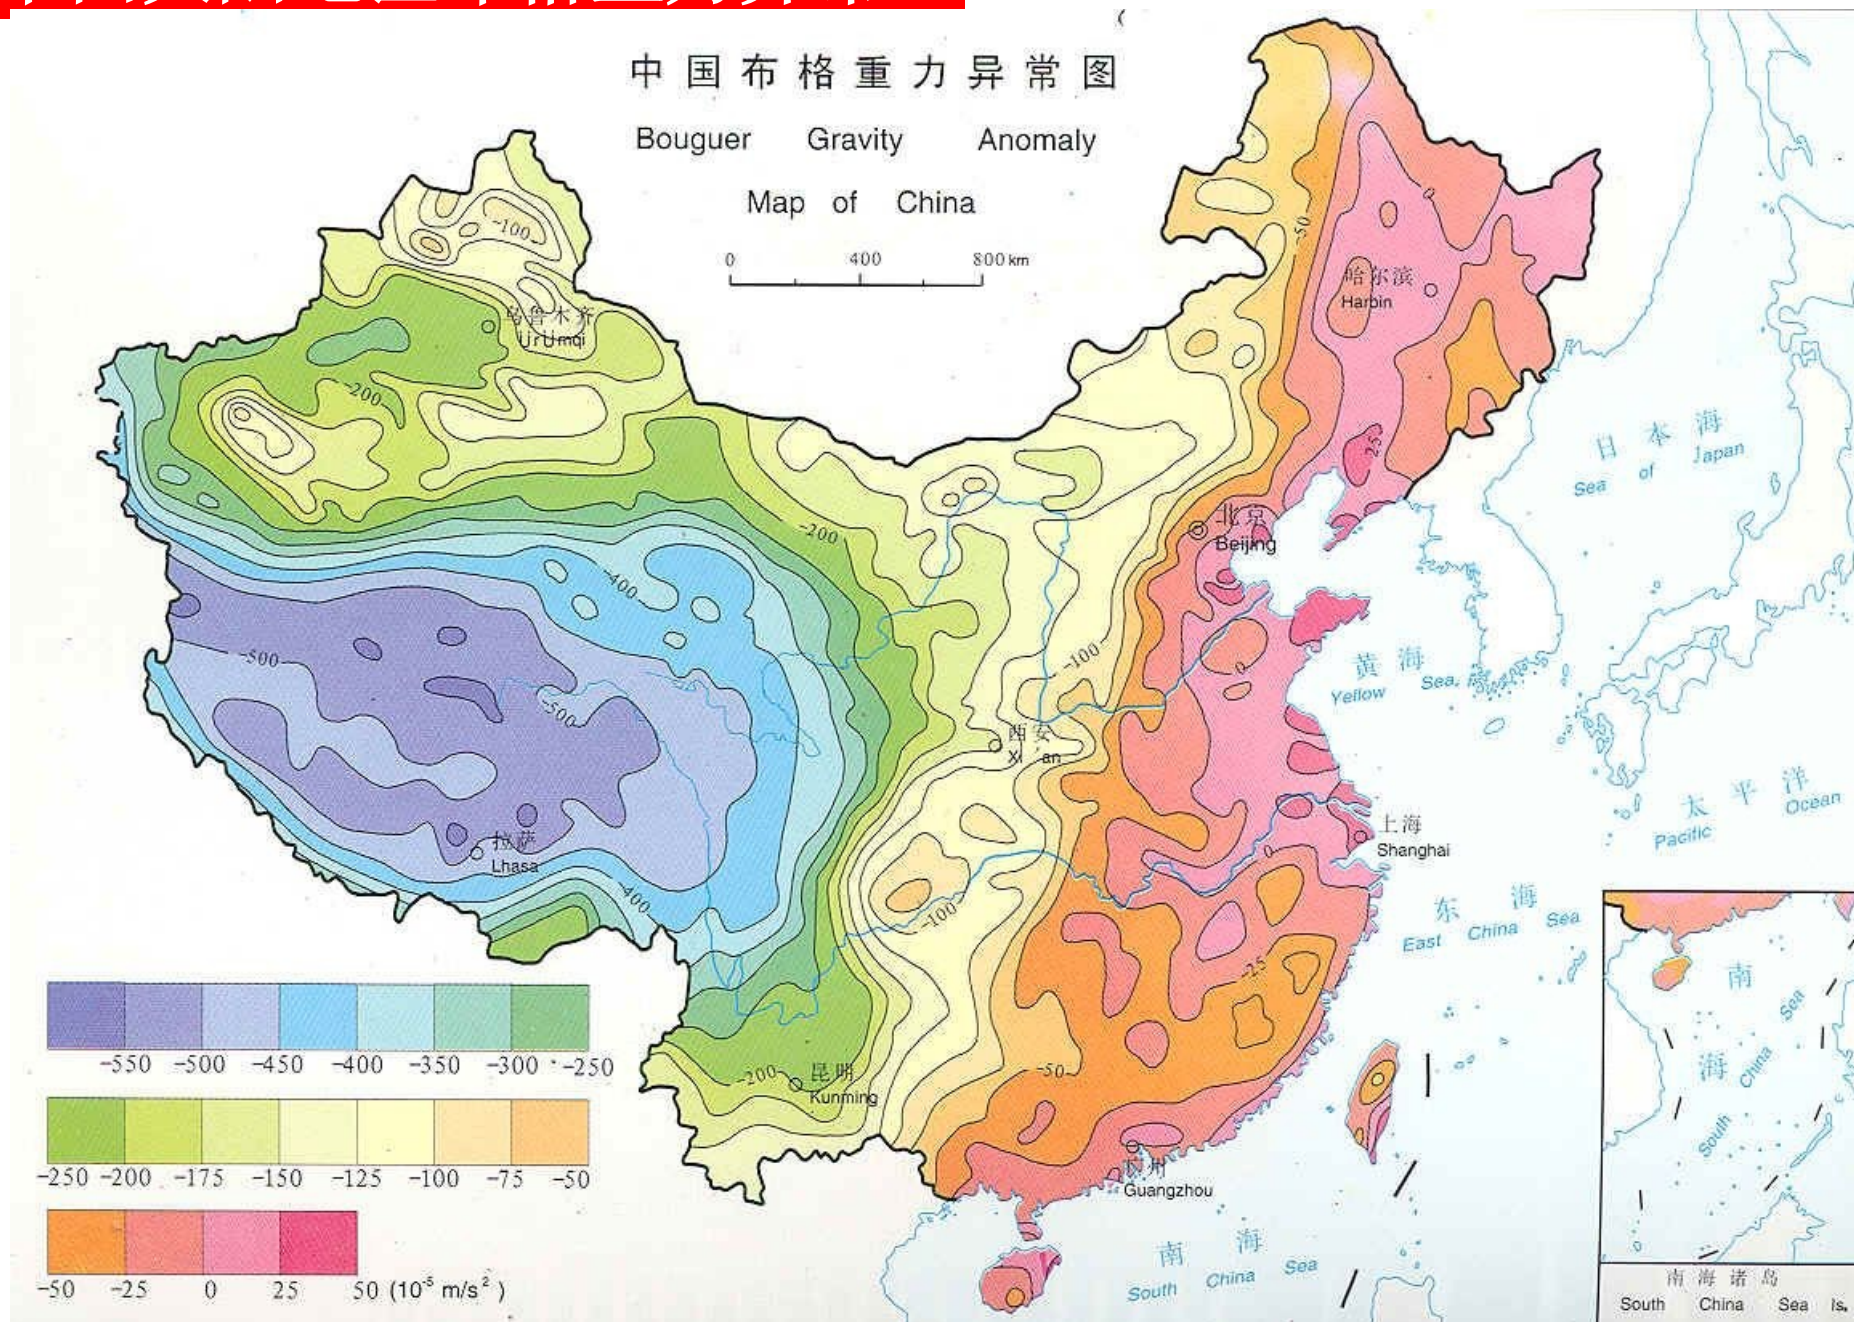 中国布格重力异常图
Bouguer Gravity Anomaly
Map of China
0 400 800 km
-100
乌鲁木齐
UrUmqi
-200
-50
0
哈尔滨
Harbin
25
日本海
Sea of Japan
-200
北京
Beijing
-400
-500
-500
-100
0
黄海
Yellow Sea
西安
Xi'an
太平洋
Pacific Ocean
拉萨
Lhasa
上海
Shanghai
0
-400
-100
东海
East China Sea
-25
-50
-200
昆明
Kunming
广州
Guangzhou
南海
South China Sea
南海
South China Sea
南海诸岛
South China Sea Is.
-550 -500 -450 -400 -350 -300 -250
-250 -200 -175 -150 -125 -100 -75 -50
-50 -25 0 25 50 (10⁻⁵ m/s²)